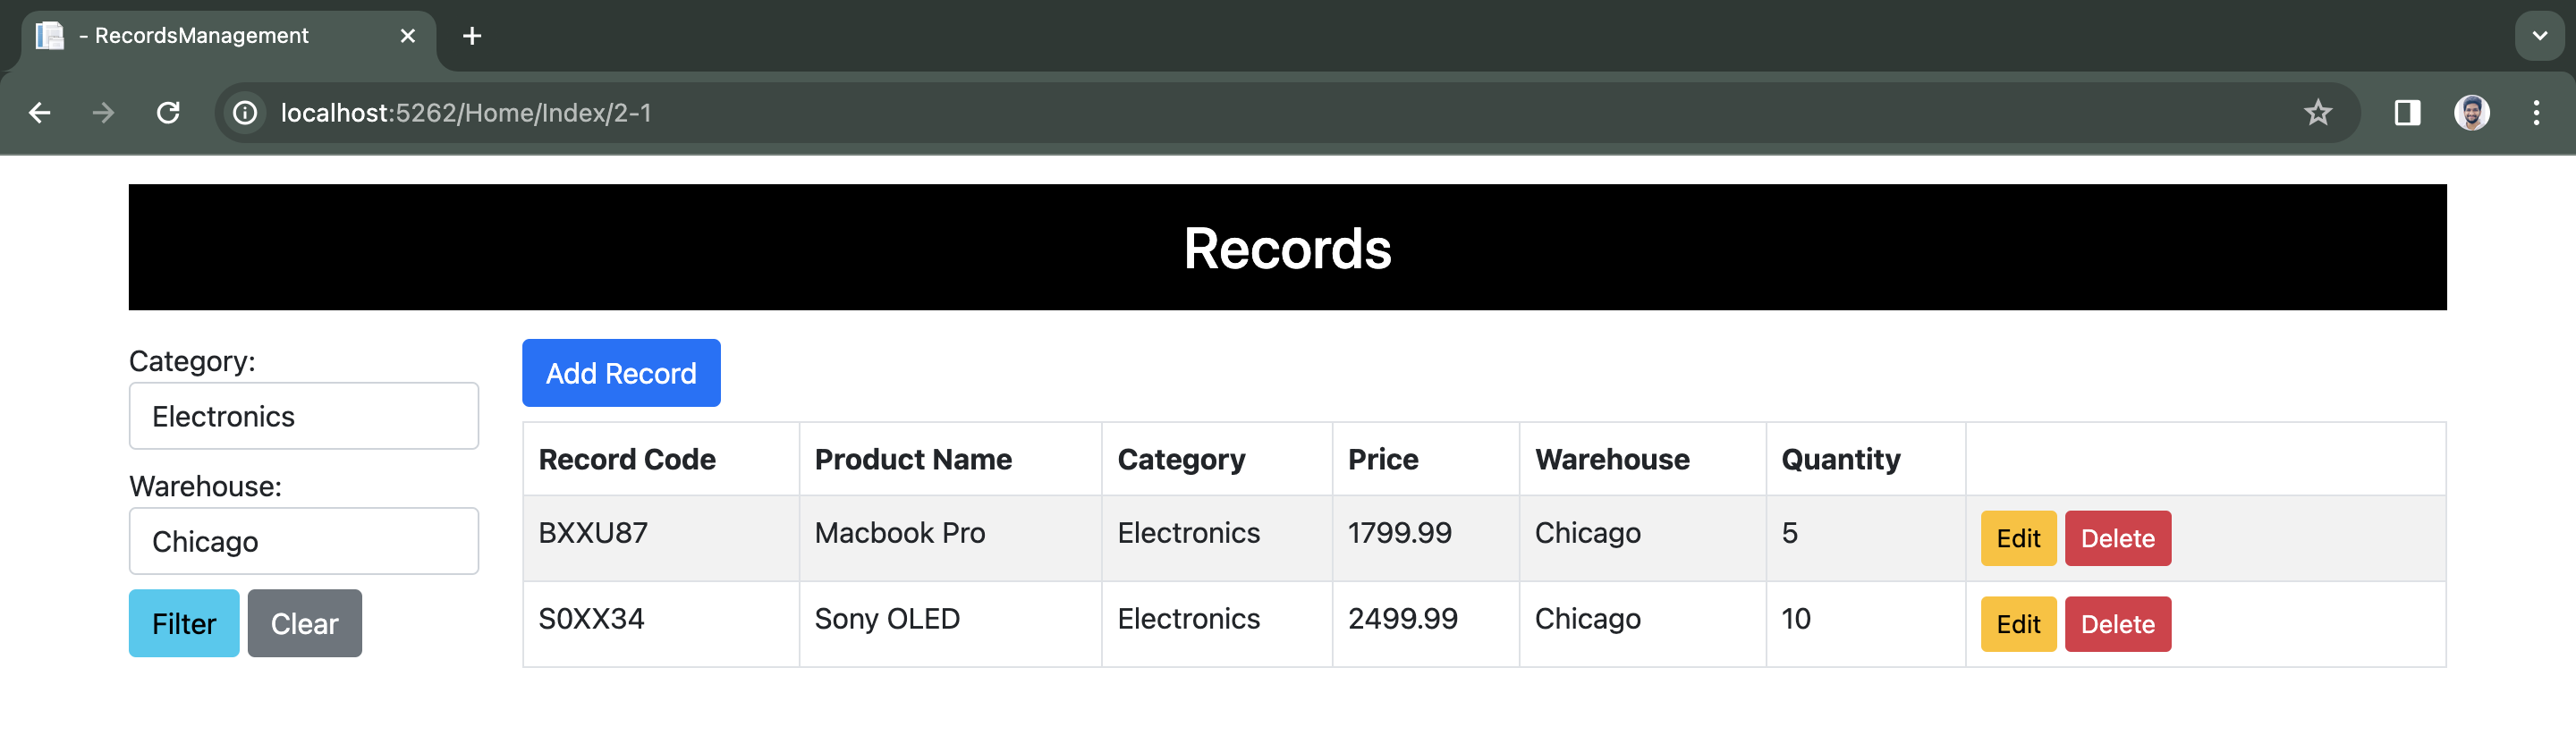 - RecordsManagement
localhost:5262/Home/Index/2-1
Records
Category:
Electronics
Warehouse:
Chicago
Filter Clear
Add Record
Record Code Product Name Category Price Warehouse Quantity
BXXU87 Macbook Pro Electronics 1799.99 Chicago 5 Edit Delete
S0XX34 Sony OLED Electronics 2499.99 Chicago 10 Edit Delete